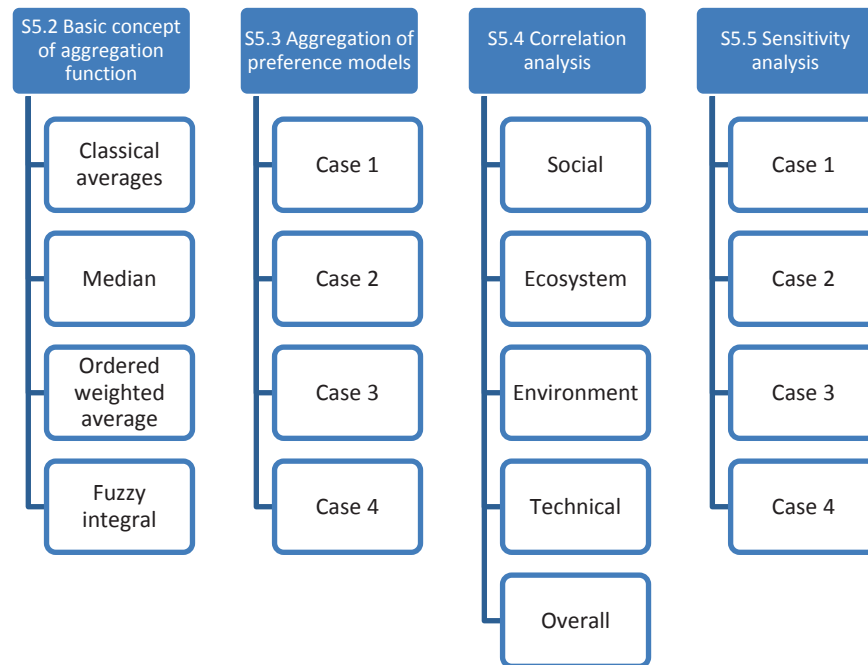 S5.2 Basic concept
of aggregation
function
Classical
averages
Median
Ordered
weighted
average
Fuzzy
integral
S5.3 Aggregation of
preference models
Case 1
Case 2
Case 3
Case 4
S5.4 Correlation
analysis
Social
Ecosystem
Environment
Technical
Overall
S5.5 Sensitivity
analysis
Case 1
Case 2
Case 3
Case 4